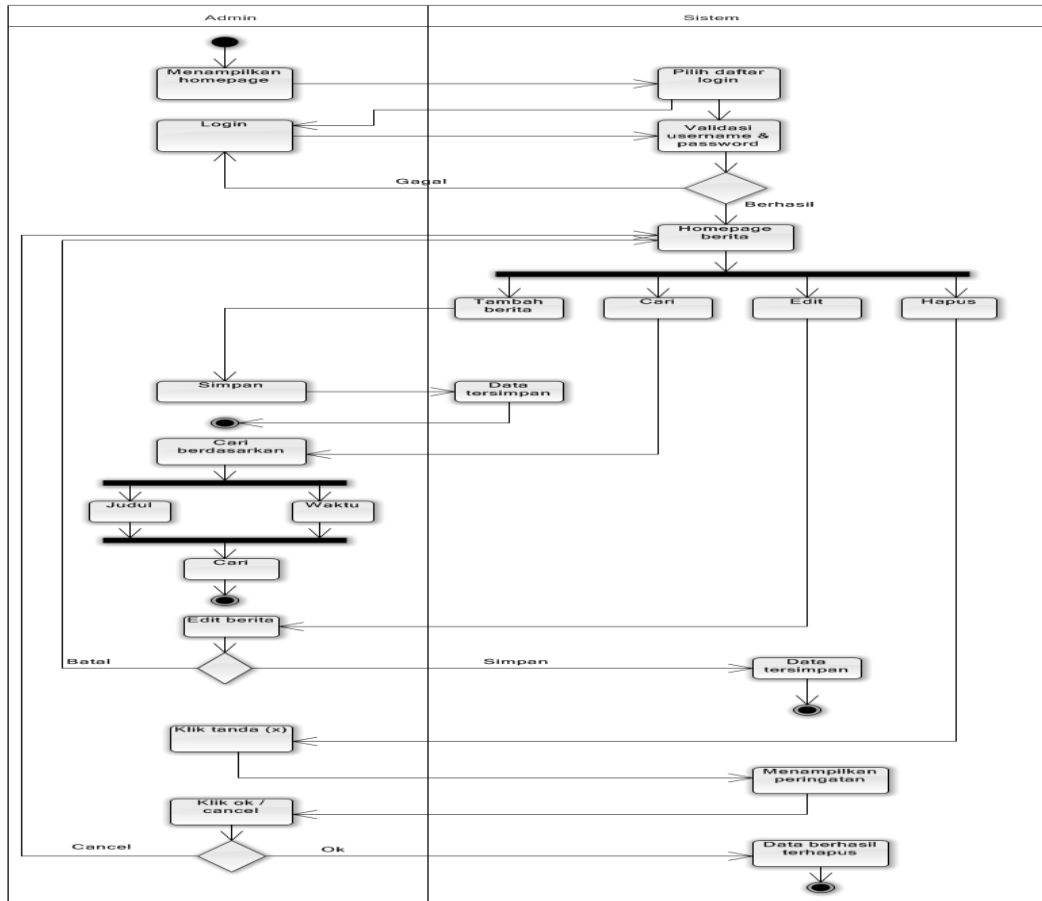 Admin
Sistem
Menampilkan
homepage
Pilih daftar
login
Login
Validasi
username &
password
Gagal
Berhasil
Homepage
berita
Tambah
berita
Cari
Edit
Hapus
Simpan
Data
tersimpan
Cari
berdasarkan
Judul
Waktu
Cari
Edit berita
Batal
Simpan
Data
tersimpan
Klik tanda (x)
Menampilkan
peringatan
Klik ok /
cancel
Cancel
Ok
Data berhasil
terhapus